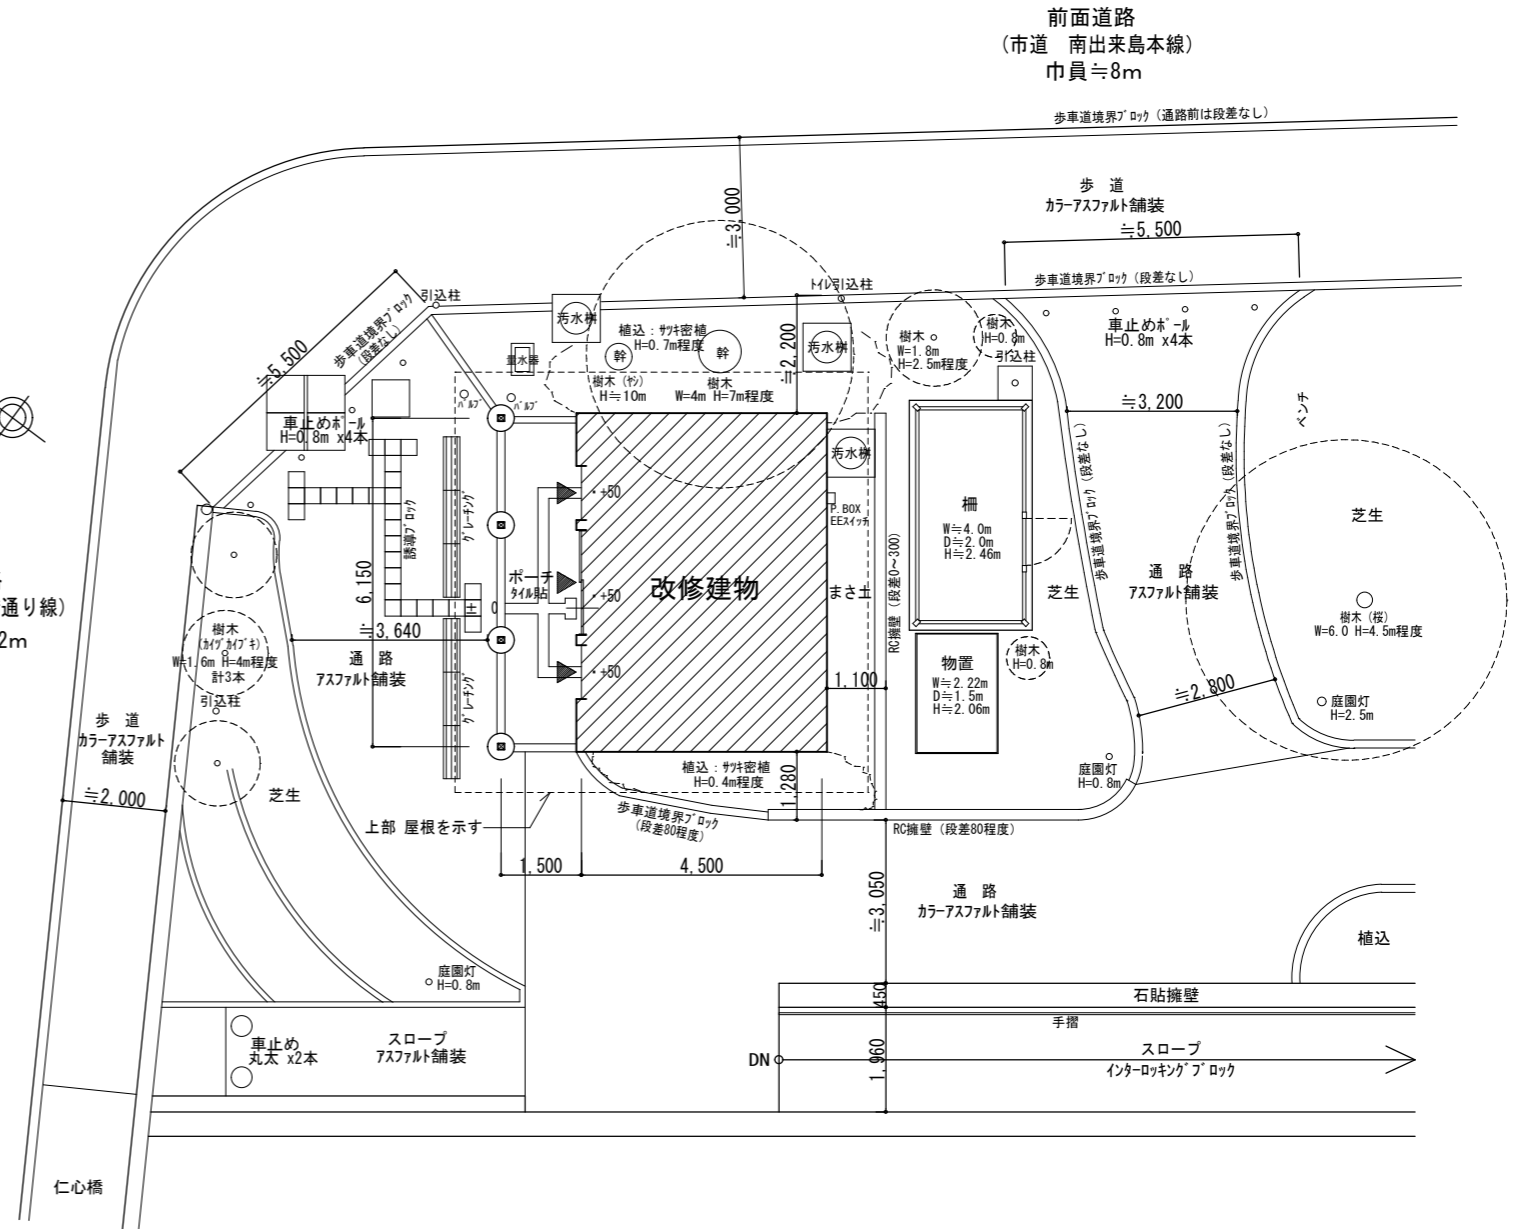 前面道路
(市道　南出来島本線)
巾員≒8m
歩車道境界ﾌﾞﾛｯｸ (通路前は段差なし)
歩　道
ｶﾗｰｱｽﾌｧﾙﾄ舗装
≒3,000
≒5,500
歩車道境界ﾌﾞﾛｯｸ (段差なし)
ﾄｲﾚ引込柱
引込柱
歩車道境界ﾌﾞﾛｯｸ
(段差なし)
≒5,500
汚水桝
植込：ｻﾂｷ密植
H=0.7m程度
量水器
幹
幹
≒2,200
汚水桝
樹木
W=1.8m
H=2.5m程度
樹木
H=0.8m
引込柱
車止めﾎﾟｰﾙ
H=0.8m x4本
樹木 (ﾔｼ)
H≒10m
樹木
W=4m H=7m程度
ﾊﾞﾙﾌﾞ
ﾊﾞﾙﾌﾞ
≒3,200
ベンチ
車止めﾎﾟｰﾙ
H=0.8m x4本
汚水桝
歩車道境界ﾌﾞﾛｯｸ (段差なし)
歩車道境界ﾌﾞﾛｯｸ (段差なし)
+50
P.BOX
EEｽｲｯﾁ
柵
W≒4.0m
D≒2.0m
H≒2.46m
芝生
誘導ﾌﾞﾛｯｸ
ｸﾞﾚｰﾁﾝｸﾞ
RC擁壁 (段差0～300)
6,150
ポーチ
ﾀｲﾙ貼
+50
改修建物
まさ土
芝生
通　路
ｱｽﾌｧﾙﾄ舗装
通り線)
2m
± 0
樹木 (桜)
W=6.0 H=4.5m程度
樹木
(ｶｲﾂﾞｶｲﾌﾞｷ)
W=1.6m H=4m程度
計3本
≒3,640
通　路
ｱｽﾌｧﾙﾄ舗装
+50
樹木
H=0.8m
物置
W≒2.22m
D≒1.5m
H≒2.06m
1,100
≒2,800
ｸﾞﾚｰﾁﾝｸﾞ
引込柱
庭園灯
H=2.5m
歩　道
ｶﾗｰｱｽﾌｧﾙﾄ
舗装
植込：ｻﾂｷ密植
H=0.4m程度
庭園灯
H=0.8m
1,280
≒2,000
芝生
歩車道境界ﾌﾞﾛｯｸ
(段差80程度)
上部 屋根を示す
RC擁壁 (段差80程度)
1,500
4,500
≒3,050
通　路
ｶﾗｰｱｽﾌｧﾙﾄ舗装
植込
庭園灯
H=0.8m
450
石貼擁壁
手摺
車止め
丸太 x2本
スロープ
ｱｽﾌｧﾙﾄ舗装
DN
1,960
スロープ
ｲﾝﾀｰﾛｯｷﾝｸﾞﾌﾞﾛｯｸ
仁心橋